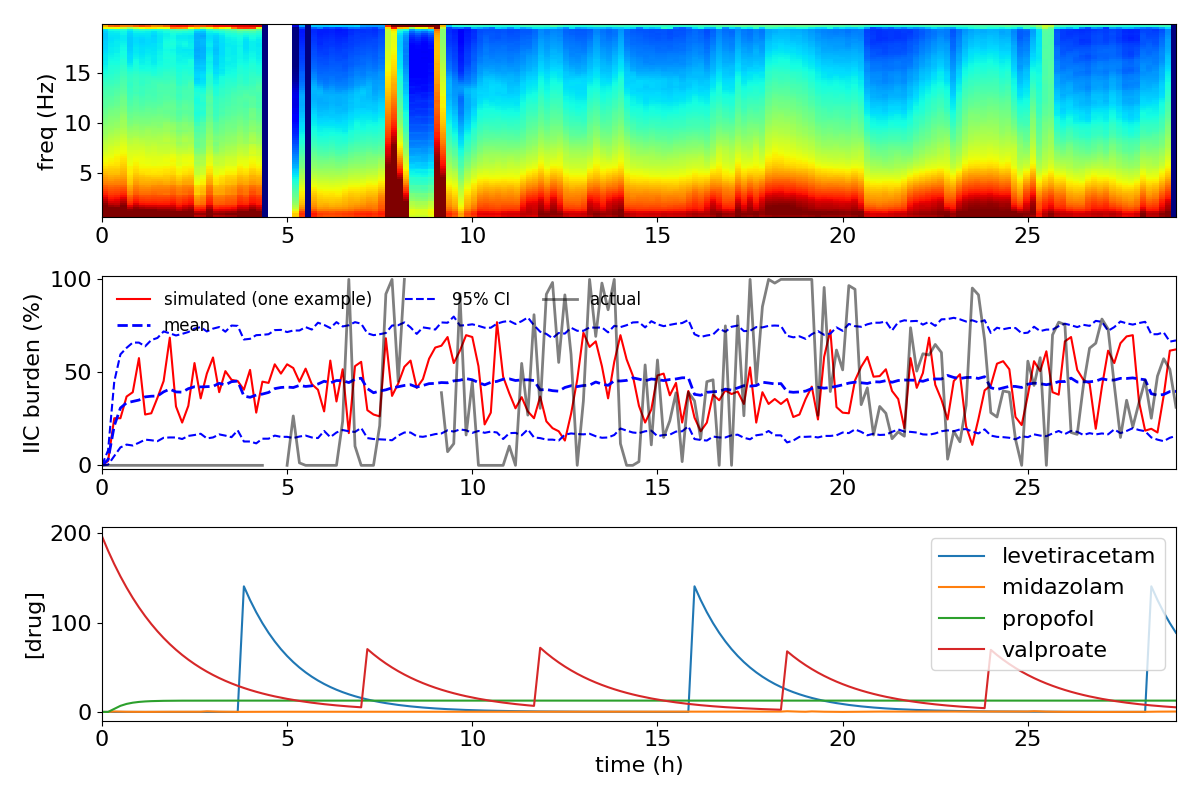 freq (Hz)
15
10
5
0 5 10 15 20 25
IIC burden (%)
100
50
0
simulated (one example) 95% CI actual
mean
0 5 10 15 20 25
[drug]
200
100
0
levetiracetam
midazolam
propofol
valproate
0 5 10 15 20 25
time (h)